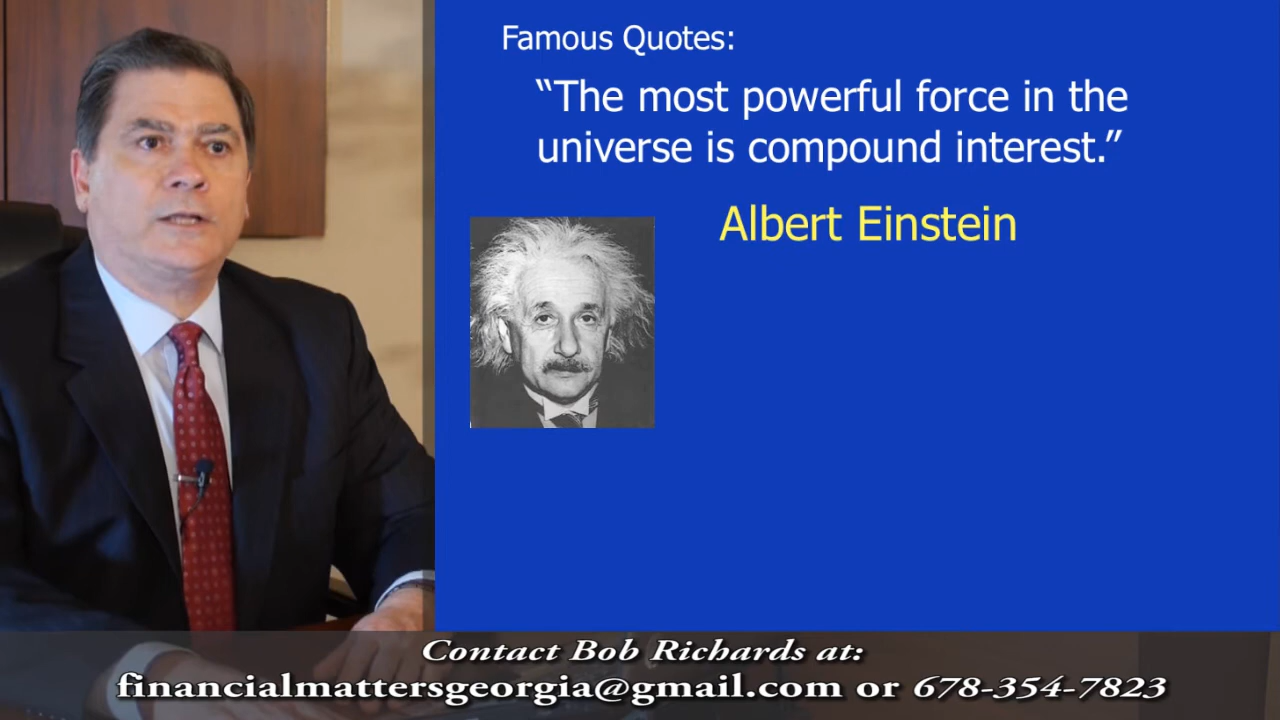 Famous Quotes:
“The most powerful force in the
universe is compound interest.”
Albert Einstein
Contact Bob Richards at:
financialmattersgeorgia@gmail.com or 678-354-7823